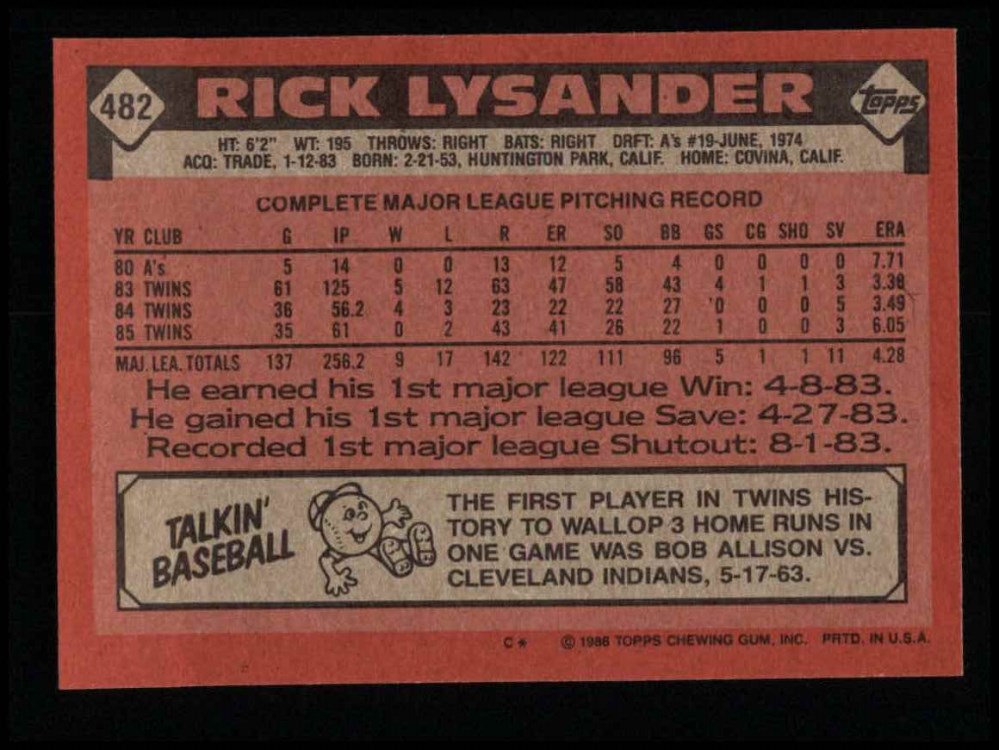 482 RICK LYSANDER topps
HT: 6'2" WT: 195 THROWS: RIGHT BATS: RIGHT DRFT: A's #19-JUNE, 1974
ACQ: TRADE, 1-12-83 BORN: 2-21-53, HUNTINGTON PARK, CALIF. HOME: COVINA, CALIF.
COMPLETE MAJOR LEAGUE PITCHING RECORD
YR CLUB G IP W L R ER SO BB GS CG SHO SV ERA
80 A's 5 14 0 0 13 12 5 4 0 0 0 0 7.71
83 TWINS 61 125 5 12 63 47 58 43 4 1 1 3 3.38
84 TWINS 36 56.2 4 3 23 22 22 27 0 0 0 5 3.49
85 TWINS 35 61 0 2 43 41 26 22 1 0 0 3 6.05
MAJ. LEA. TOTALS 137 256.2 9 17 142 122 111 96 5 1 1 11 4.28
He earned his 1st major league Win: 4-8-83.
He gained his 1st major league Save: 4-27-83.
Recorded 1st major league Shutout: 8-1-83.
TALKIN'
BASEBALL
THE FIRST PLAYER IN TWINS HIS-
TORY TO WALLOP 3 HOME RUNS IN
ONE GAME WAS BOB ALLISON VS.
CLEVELAND INDIANS, 5-17-63.
C* © 1986 TOPPS CHEWING GUM, INC. PRTD. IN U.S.A.